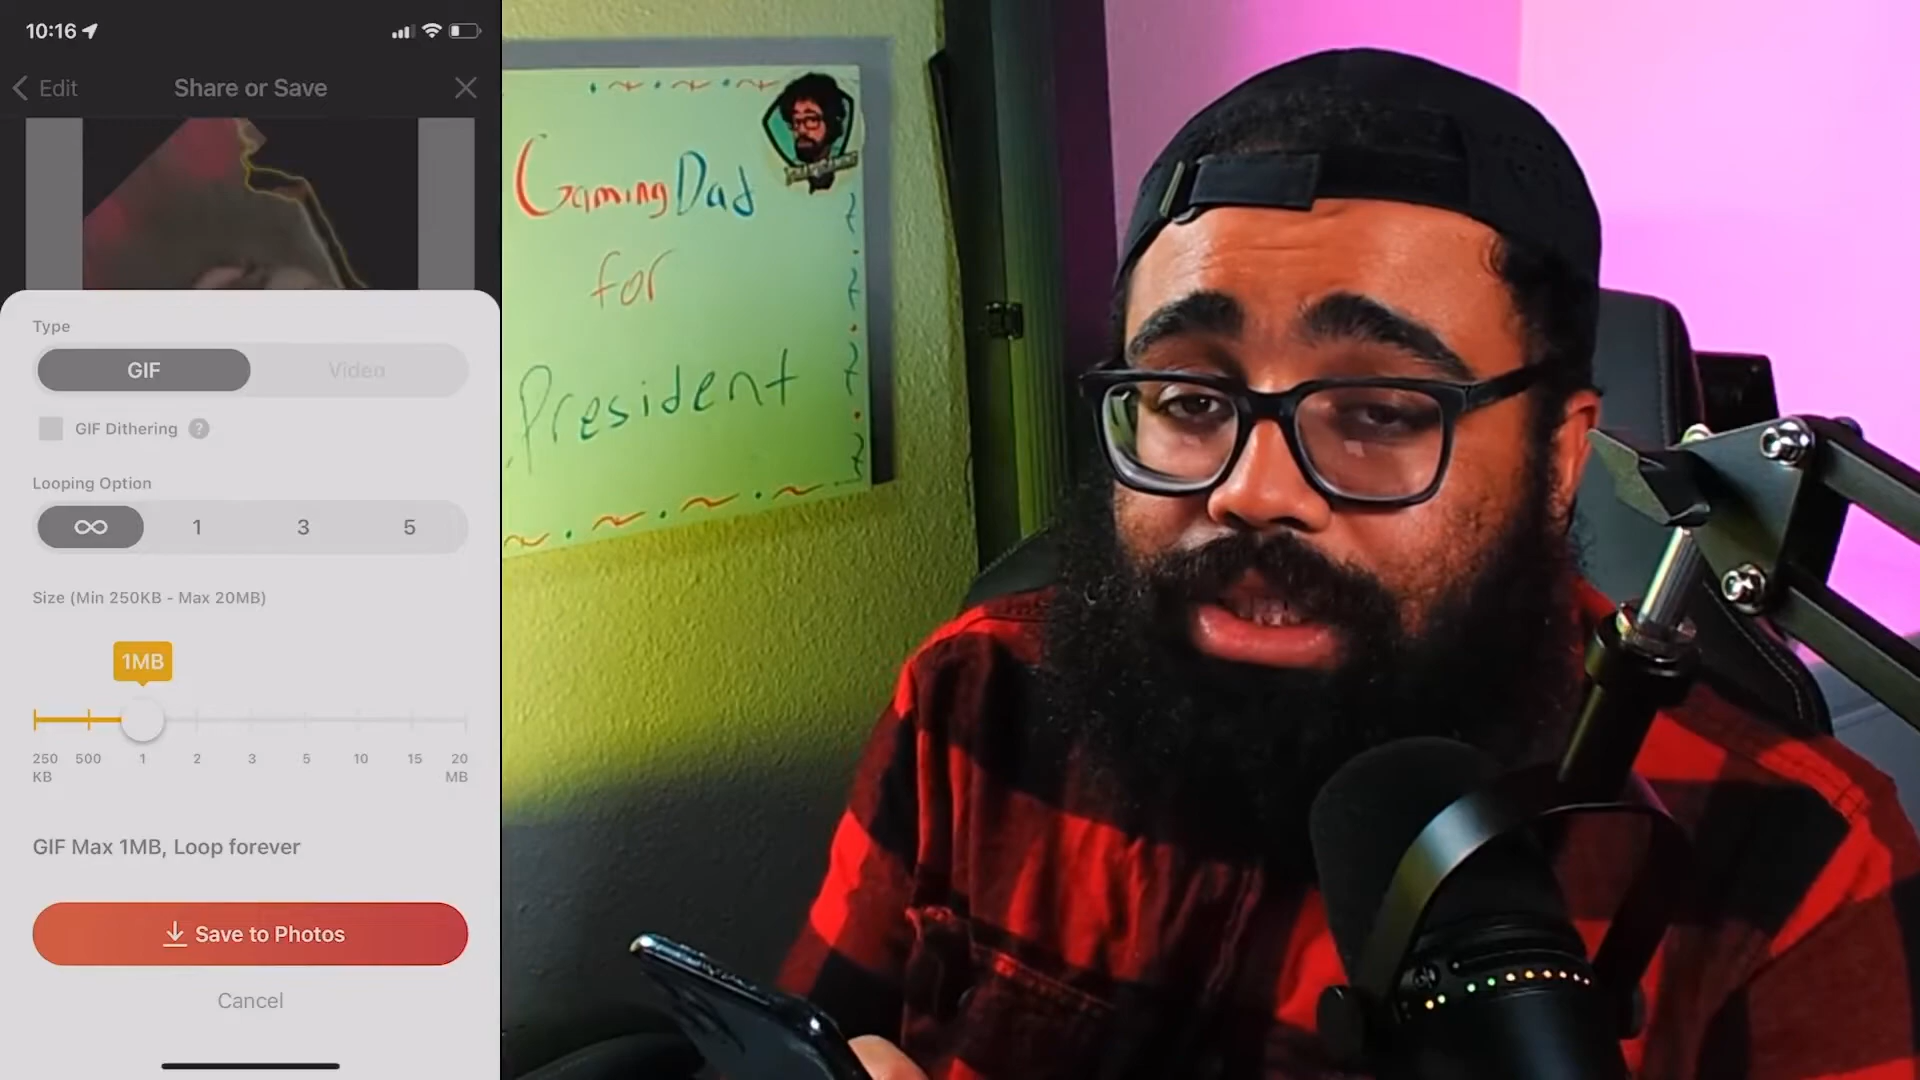 10:16
Edit
Share or Save
Type
GIF
Video
GIF Dithering ?
Looping Option
∞ 1 3 5
Size (Min 250KB - Max 20MB)
1MB
250 KB 500 1 2 3 5 10 15 20 MB
GIF Max 1MB, Loop forever
Save to Photos
Cancel
GamingDad
for
President